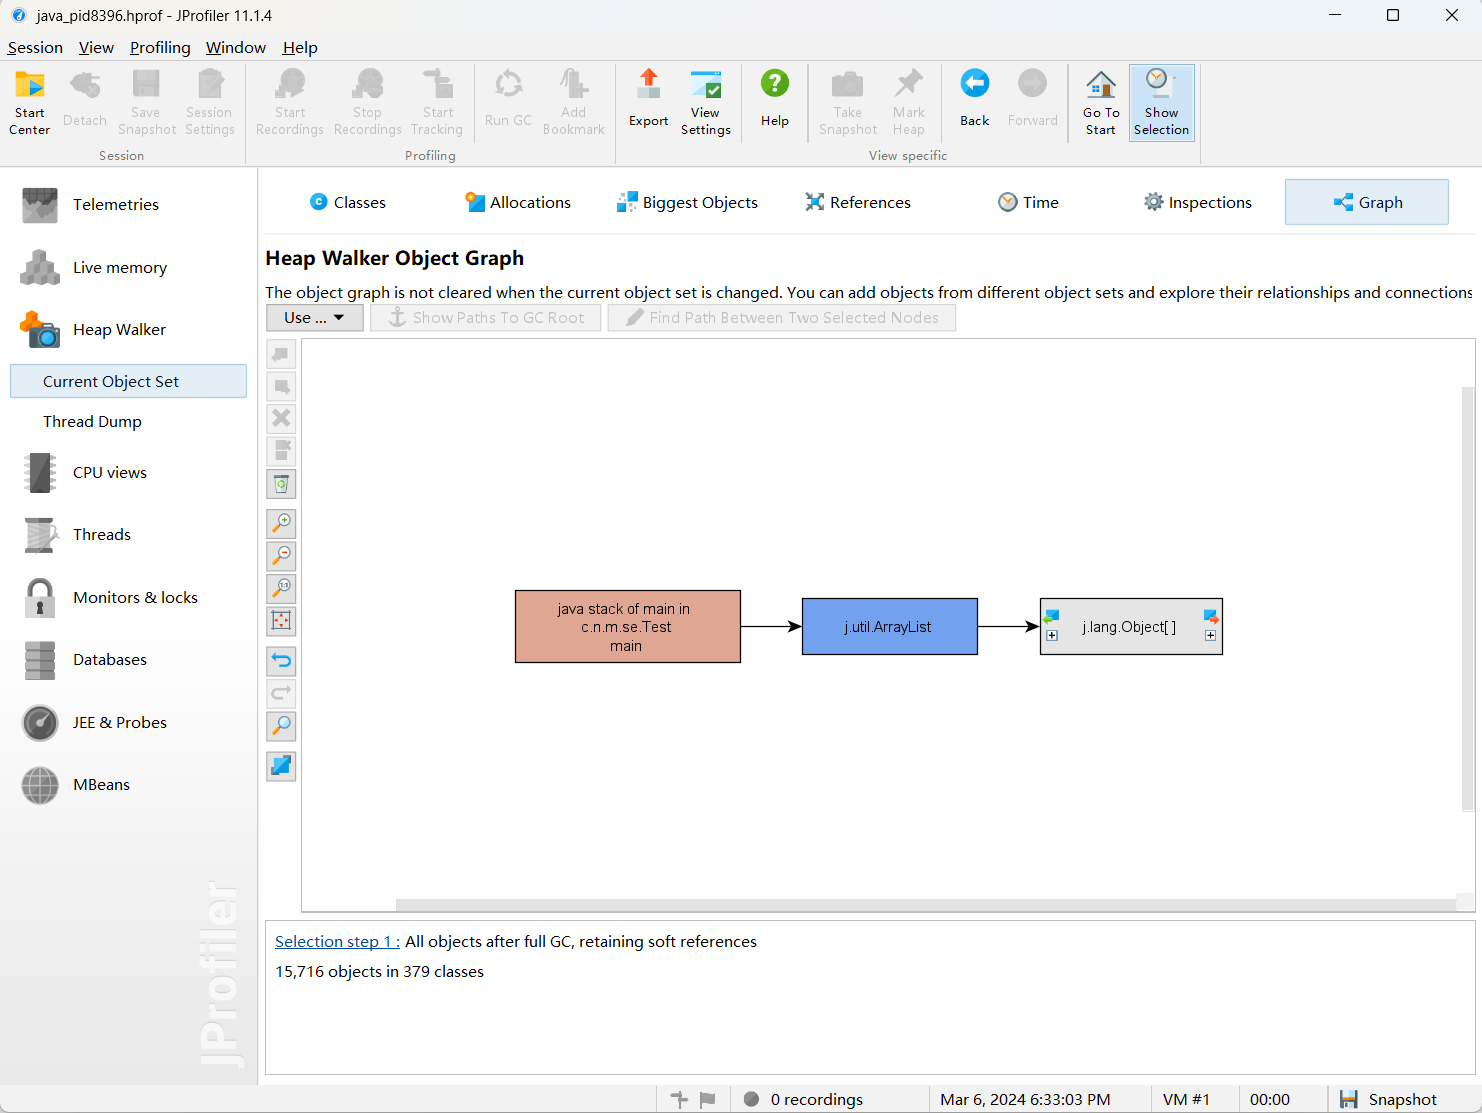 java_pid8396.hprof - JProfiler 11.1.4
Session View Profiling Window Help
Start Center
Detach
Save Snapshot
Session Settings
Start Recordings
Stop Recordings
Start Tracking
Run GC
Add Bookmark
Export
View Settings
Help
Take Snapshot
Mark Heap
Back
Forward
Go To Start
Show Selection
Session
Profiling
View specific
Telemetries
Live memory
Heap Walker
Current Object Set
Thread Dump
CPU views
Threads
Monitors & locks
Databases
JEE & Probes
MBeans
JProfiler
Classes Allocations Biggest Objects References Time Inspections Graph
Heap Walker Object Graph
The object graph is not cleared when the current object set is changed. You can add objects from different object sets and explore their relationships and connections
Use ... Show Paths To GC Root Find Path Between Two Selected Nodes
java stack of main in
c.n.m.se.Test
main
j.util.ArrayList
j.lang.Object[ ]
Selection step 1 : All objects after full GC, retaining soft references
15,716 objects in 379 classes
0 recordings Mar 6, 2024 6:33:03 PM VM #1 00:00 Snapshot